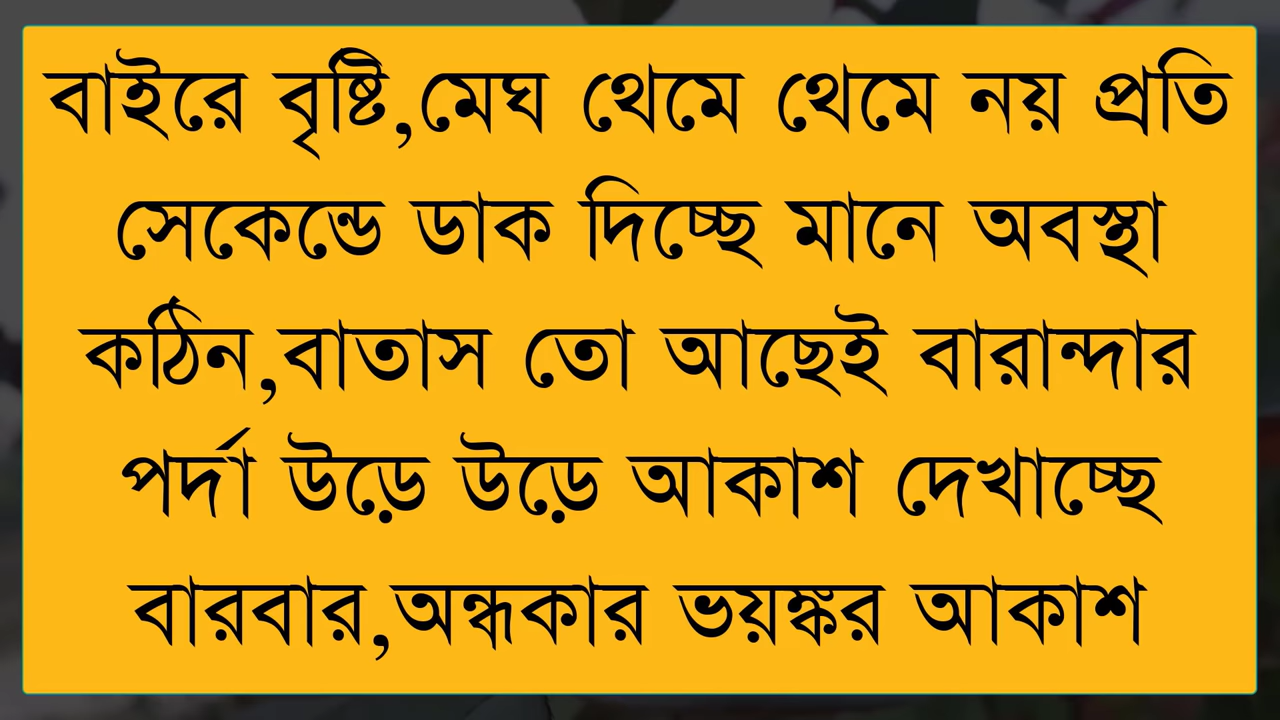 বাইরে বৃষ্টি,মেঘ থেমে থেমে নয় প্রতি
সেকেন্ডে ডাক দিচ্ছে মানে অবস্থা
কঠিন,বাতাস তো আছেই বারান্দার
পর্দা উড়ে উড়ে আকাশ দেখাচ্ছে
বারবার,অন্ধকার ভয়ঙ্কর আকাশ